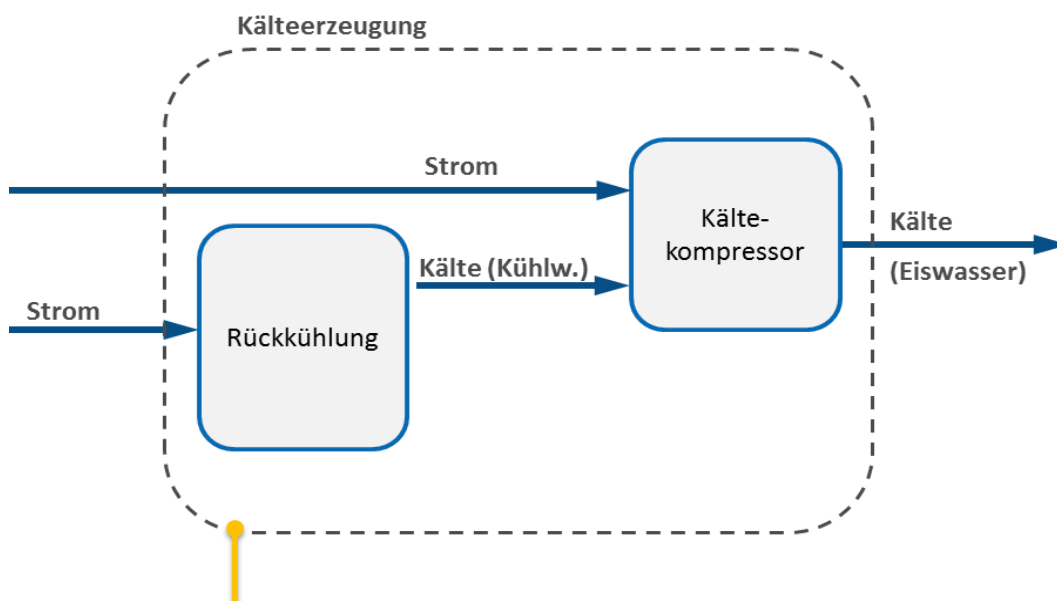 Kälteerzeugung
Strom
Kälte-
kompressor
Kälte
(Eiswasser)
Kälte (Kühlw.)
Strom
Rückkühlung